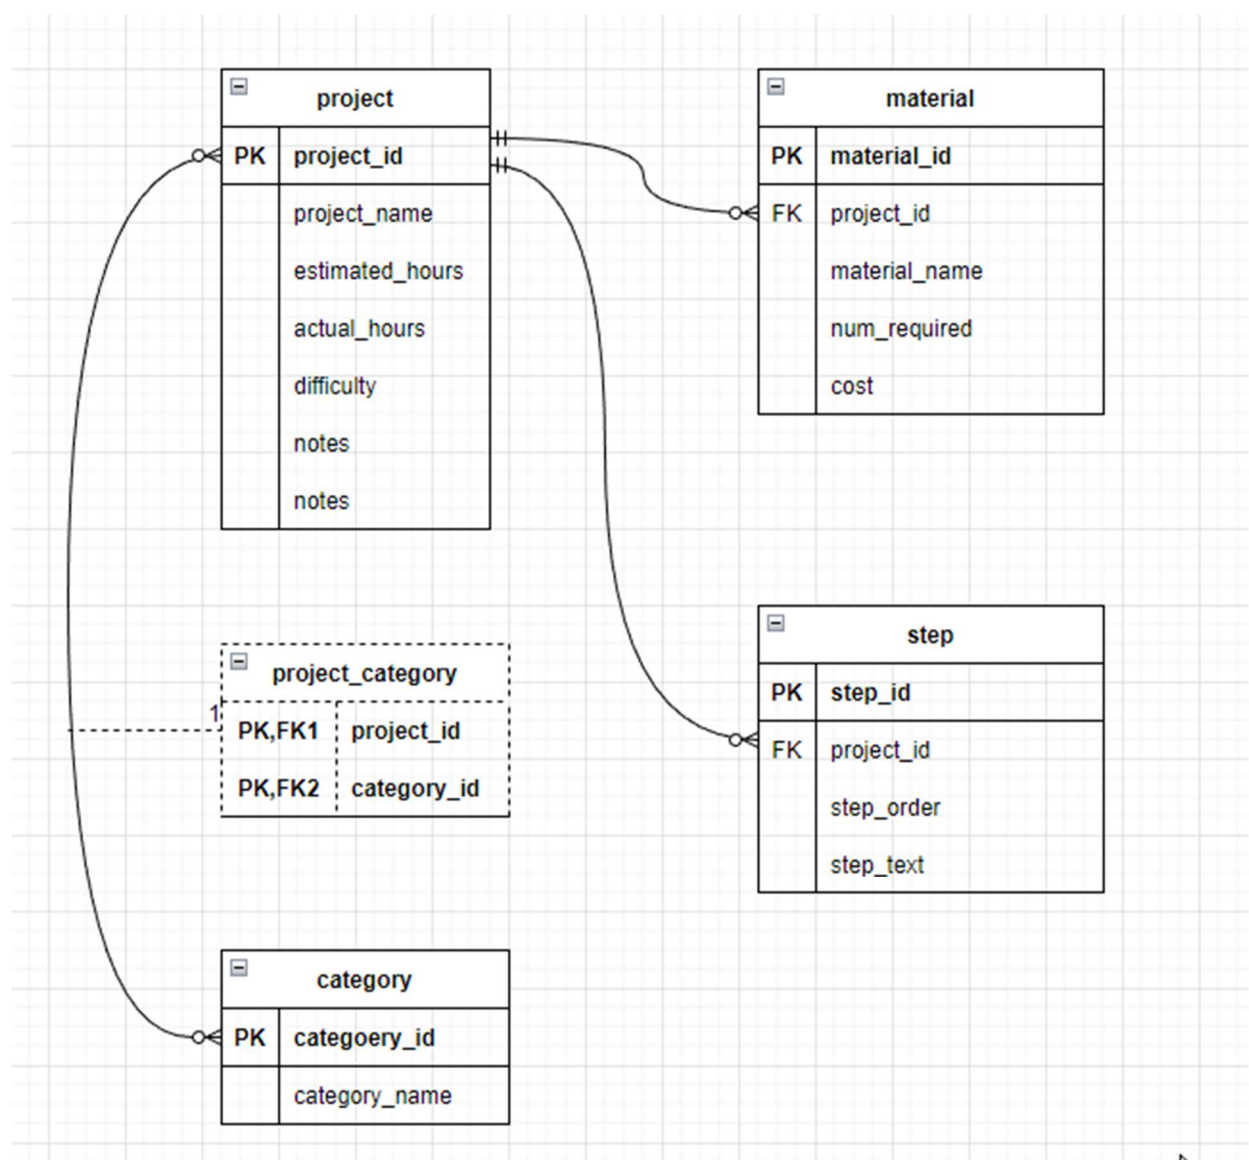 project
PK project_id
project_name
estimated_hours
actual_hours
difficulty
notes
notes
material
PK material_id
FK project_id
material_name
num_required
cost
1
project_category
PK,FK1 project_id
PK,FK2 category_id
step
PK step_id
FK project_id
step_order
step_text
category
PK categoery_id
category_name